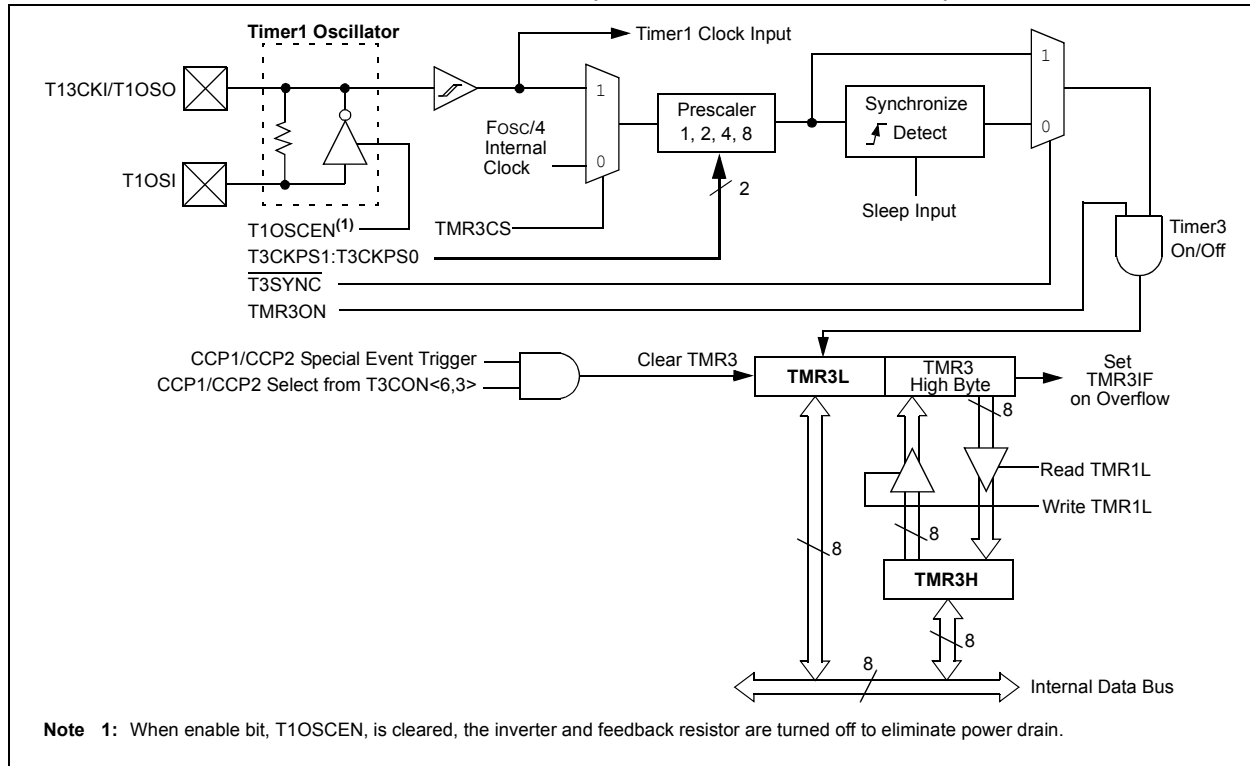 Timer1 Oscillator
Timer1 Clock Input
T13CKI/T1OSO
T1OSI
1
0
FOSC/4
Internal
Clock
Prescaler
1, 2, 4, 8
2
Synchronize
Detect
Sleep Input
1
0
Timer3
On/Off
T1OSCEN(1)
TMR3CS
T3CKPS1:T3CKPS0
T3SYNC
TMR3ON
CCP1/CCP2 Special Event Trigger
CCP1/CCP2 Select from T3CON<6,3>
Clear TMR3
TMR3L
TMR3
High Byte
Set
TMR3IF
on Overflow
8
Read TMR1L
Write TMR1L
8
8
TMR3H
8
8
Internal Data Bus
Note 1: When enable bit, T1OSCEN, is cleared, the inverter and feedback resistor are turned off to eliminate power drain.